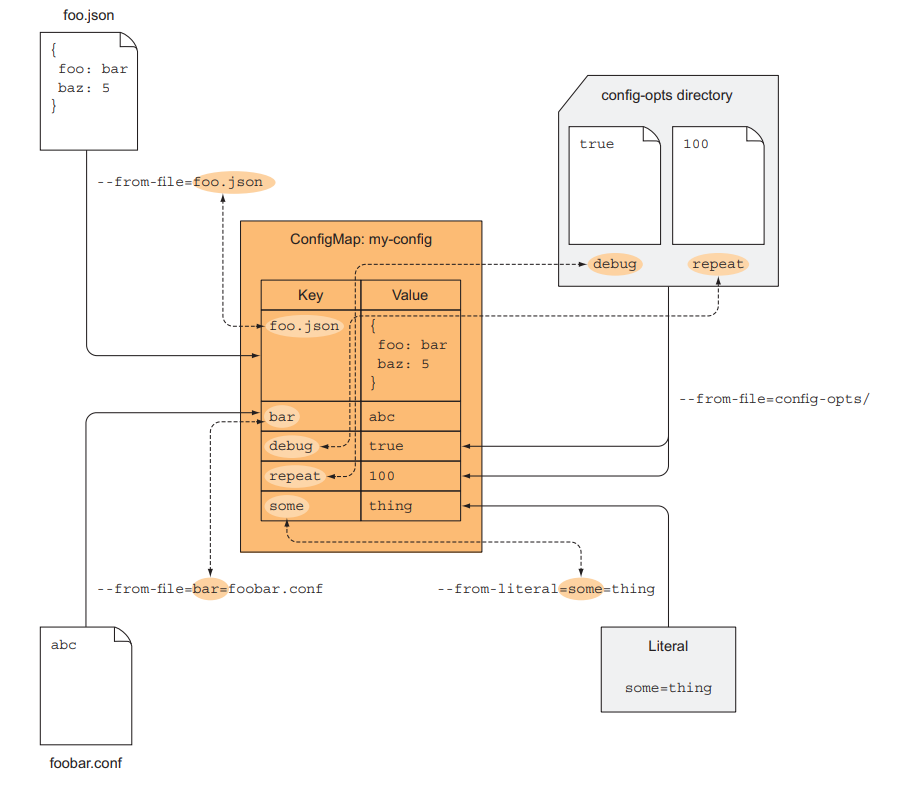 foo.json
{
foo: bar
baz: 5
}
--from-file=foo.json
config-opts directory
true
100
debug
repeat
ConfigMap: my-config
Key
Value
foo.json
{
foo: bar
baz: 5
}
bar
abc
debug
true
repeat
100
some
thing
--from-file=config-opts/
--from-file=bar=foobar.conf
--from-literal=some=thing
abc
foobar.conf
Literal
some=thing